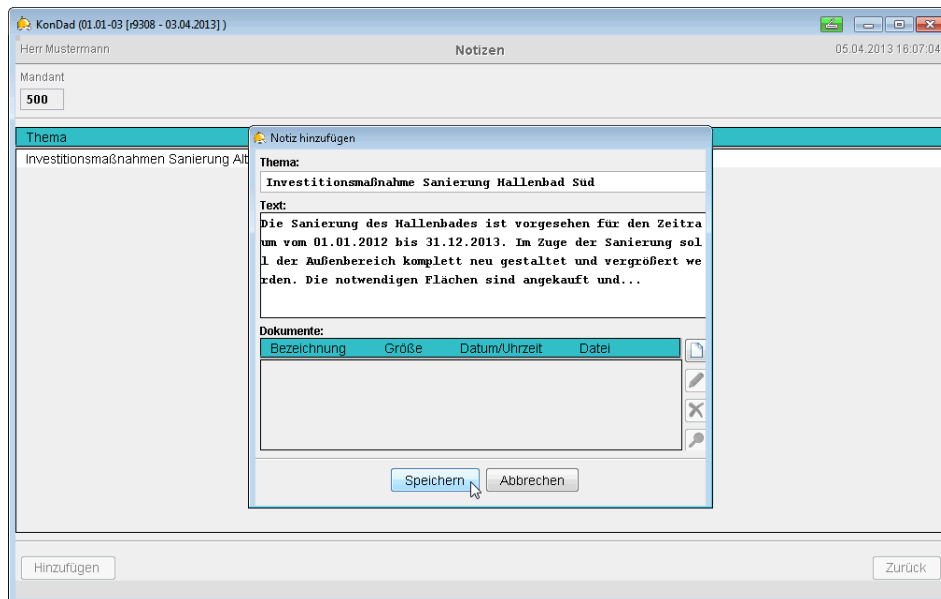 KonDad (01.01-03 [r9308 - 03.04.2013] )
Herr Mustermann Notizen 05.04.2013 16:07:04
Mandant
500
Thema
Investitionsmaßnahmen Sanierung Alt
Notiz hinzufügen
Thema:
Investitionsmaßnahme Sanierung Hallenbad Süd
Text:
Die Sanierung des Hallenbades ist vorgesehen für den Zeitra
um vom 01.01.2012 bis 31.12.2013. Im Zuge der Sanierung sol
l der Außenbereich komplett neu gestaltet und vergrößert we
rden. Die notwendigen Flächen sind angekauft und...
Dokumente:
Bezeichnung Größe Datum/Uhrzeit Datei
Speichern Abbrechen
Hinzufügen Zurück